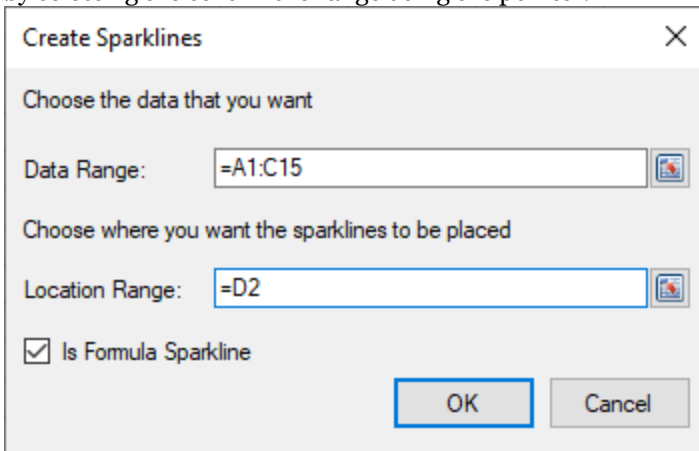 Create Sparklines
Choose the data that you want
Data Range: =A1:C15
Choose where you want the sparklines to be placed
Location Range: =D2
Is Formula Sparkline
OK Cancel